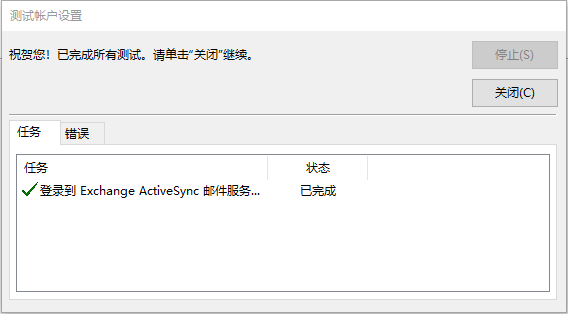 测试帐户设置
祝贺您！已完成所有测试。请单击“关闭”继续。
停止(S)
关闭(C)
任务 错误
任务 状态
登录到 Exchange ActiveSync 邮件服务... 已完成